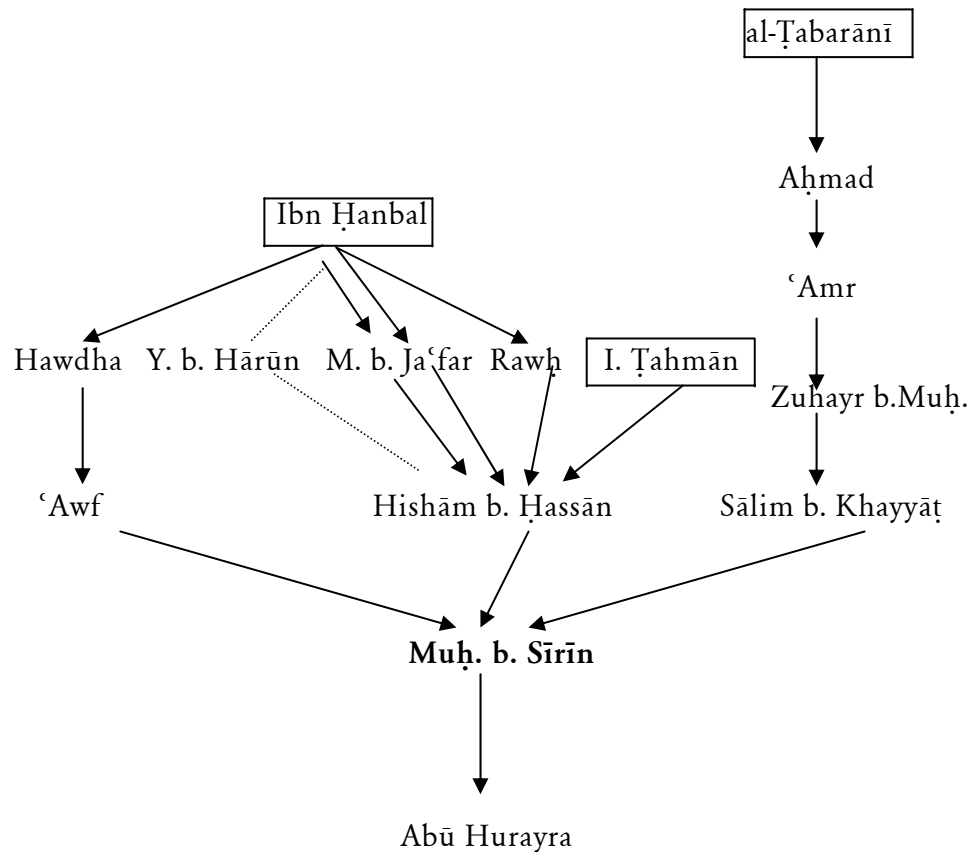 al-Ṭabarānī
Aḥmad
Ibn Ḥanbal
ʿAmr
Hawdha Y. b. Hārūn M. b. Jaʿfar Rawḥ I. Ṭahmān
Zuhayr b.Muḥ.
ʿAwf Hishām b. Ḥassān Sālim b. Khayyāṭ
Muḥ. b. Sīrīn
Abū Hurayra